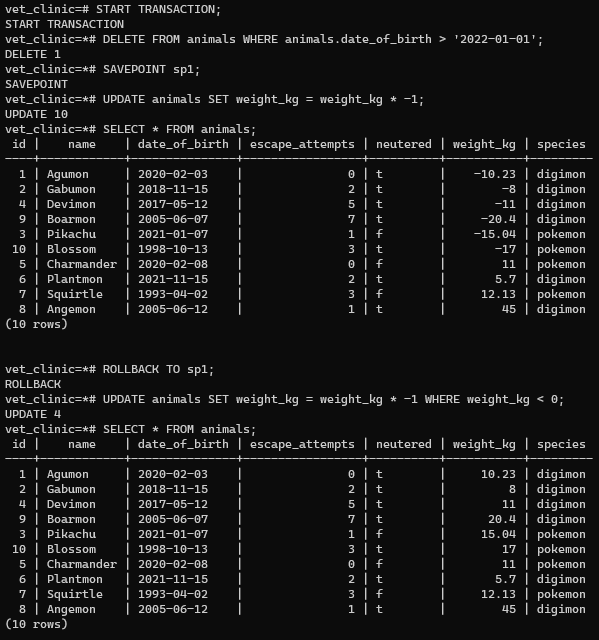 vet_clinic=# START TRANSACTION;
START TRANSACTION
vet_clinic=*# DELETE FROM animals WHERE animals.date_of_birth > '2022-01-01';
DELETE 1
vet_clinic=*# SAVEPOINT sp1;
SAVEPOINT
vet_clinic=*# UPDATE animals SET weight_kg = weight_kg * -1;
UPDATE 10
vet_clinic=*# SELECT * FROM animals;
 id |    name    | date_of_birth | escape_attempts | neutered | weight_kg | species
----+------------+---------------+-----------------+----------+-----------+---------
  1 | Agumon     | 2020-02-03    |               0 | t        |    -10.23 | digimon
  2 | Gabumon    | 2018-11-15    |               2 | t        |        -8 | digimon
  4 | Devimon    | 2017-05-12    |               5 | t        |       -11 | digimon
  9 | Boarmon    | 2005-06-07    |               7 | t        |     -20.4 | digimon
  3 | Pikachu    | 2021-01-07    |               1 | f        |    -15.04 | pokemon
 10 | Blossom    | 1998-10-13    |               3 | t        |       -17 | pokemon
  5 | Charmander | 2020-02-08    |               0 | f        |        11 | pokemon
  6 | Plantmon   | 2021-11-15    |               2 | t        |       5.7 | digimon
  7 | Squirtle   | 1993-04-02    |               3 | f        |     12.13 | pokemon
  8 | Angemon    | 2005-06-12    |               1 | t        |        45 | digimon
(10 rows)
vet_clinic=*# ROLLBACK TO sp1;
ROLLBACK
vet_clinic=*# UPDATE animals SET weight_kg = weight_kg * -1 WHERE weight_kg < 0;
UPDATE 4
vet_clinic=*# SELECT * FROM animals;
 id |    name    | date_of_birth | escape_attempts | neutered | weight_kg | species
----+------------+---------------+-----------------+----------+-----------+---------
  1 | Agumon     | 2020-02-03    |               0 | t        |     10.23 | digimon
  2 | Gabumon    | 2018-11-15    |               2 | t        |         8 | digimon
  4 | Devimon    | 2017-05-12    |               5 | t        |        11 | digimon
  9 | Boarmon    | 2005-06-07    |               7 | t        |      20.4 | digimon
  3 | Pikachu    | 2021-01-07    |               1 | f        |     15.04 | pokemon
 10 | Blossom    | 1998-10-13    |               3 | t        |        17 | pokemon
  5 | Charmander | 2020-02-08    |               0 | f        |        11 | pokemon
  6 | Plantmon   | 2021-11-15    |               2 | t        |       5.7 | digimon
  7 | Squirtle   | 1993-04-02    |               3 | f        |     12.13 | pokemon
  8 | Angemon    | 2005-06-12    |               1 | t        |        45 | digimon
(10 rows)